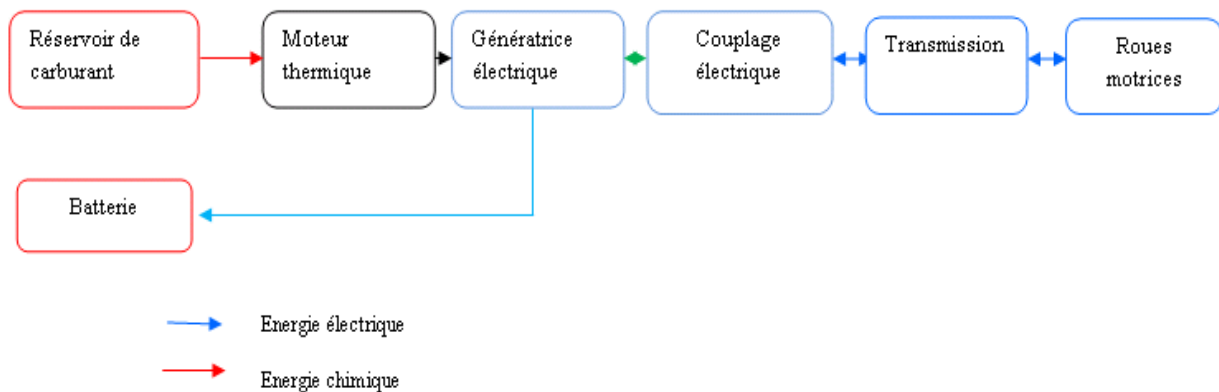 Réservoir de
carburant
Moteur
thermique
Génératrice
électrique
Couplage
électrique
Transmission
Roues
motrices
Batterie
Energie électrique
Energie chimique